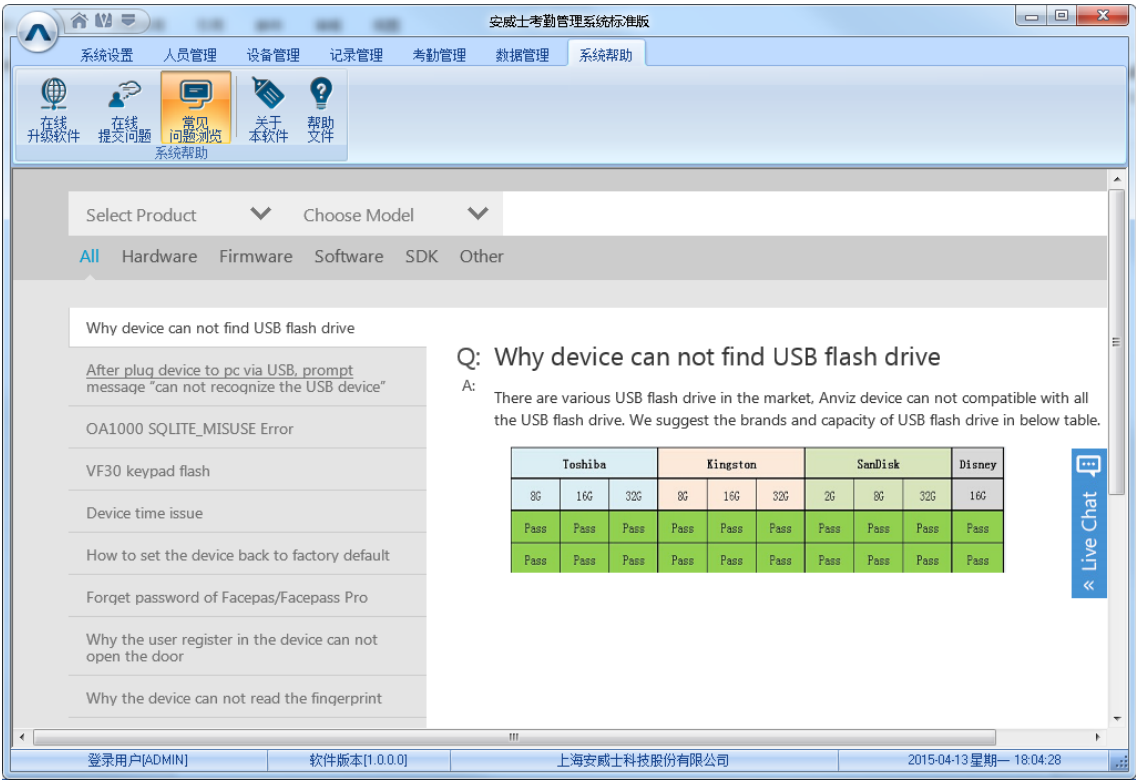 安威士考勤管理系统标准版
系统设置 人员管理 设备管理 记录管理 考勤管理 数据管理 系统帮助
在线 在线 常见 关于 帮助
升级软件 提交问题 问题浏览 本软件 文件
系统帮助
Select Product Choose Model
All Hardware Firmware Software SDK Other
Why device can not find USB flash drive
After plug device to pc via USB, prompt
message "can not recognize the USB device"
OA1000 SQLITE_MISUSE Error
VF30 keypad flash
Device time issue
How to set the device back to factory default
Forget password of Facepas/Facepass Pro
Why the user register in the device can not
open the door
Why the device can not read the fingerprint
Q: Why device can not find USB flash drive
A: There are various USB flash drive in the market, Anviz device can not compatible with all
the USB flash drive. We suggest the brands and capacity of USB flash drive in below table.
Toshiba Kingston SanDisk Disney
8G 16G 32G 8G 16G 32G 2G 8G 32G 16G
Pass Pass Pass Pass Pass Pass Pass Pass Pass Pass
Pass Pass Pass Pass Pass Pass Pass Pass Pass Pass
« Live Chat
登录用户[ADMIN] 软件版本[1.0.0.0] 上海安威士科技股份有限公司 2015-04-13 星期一 18:04:28